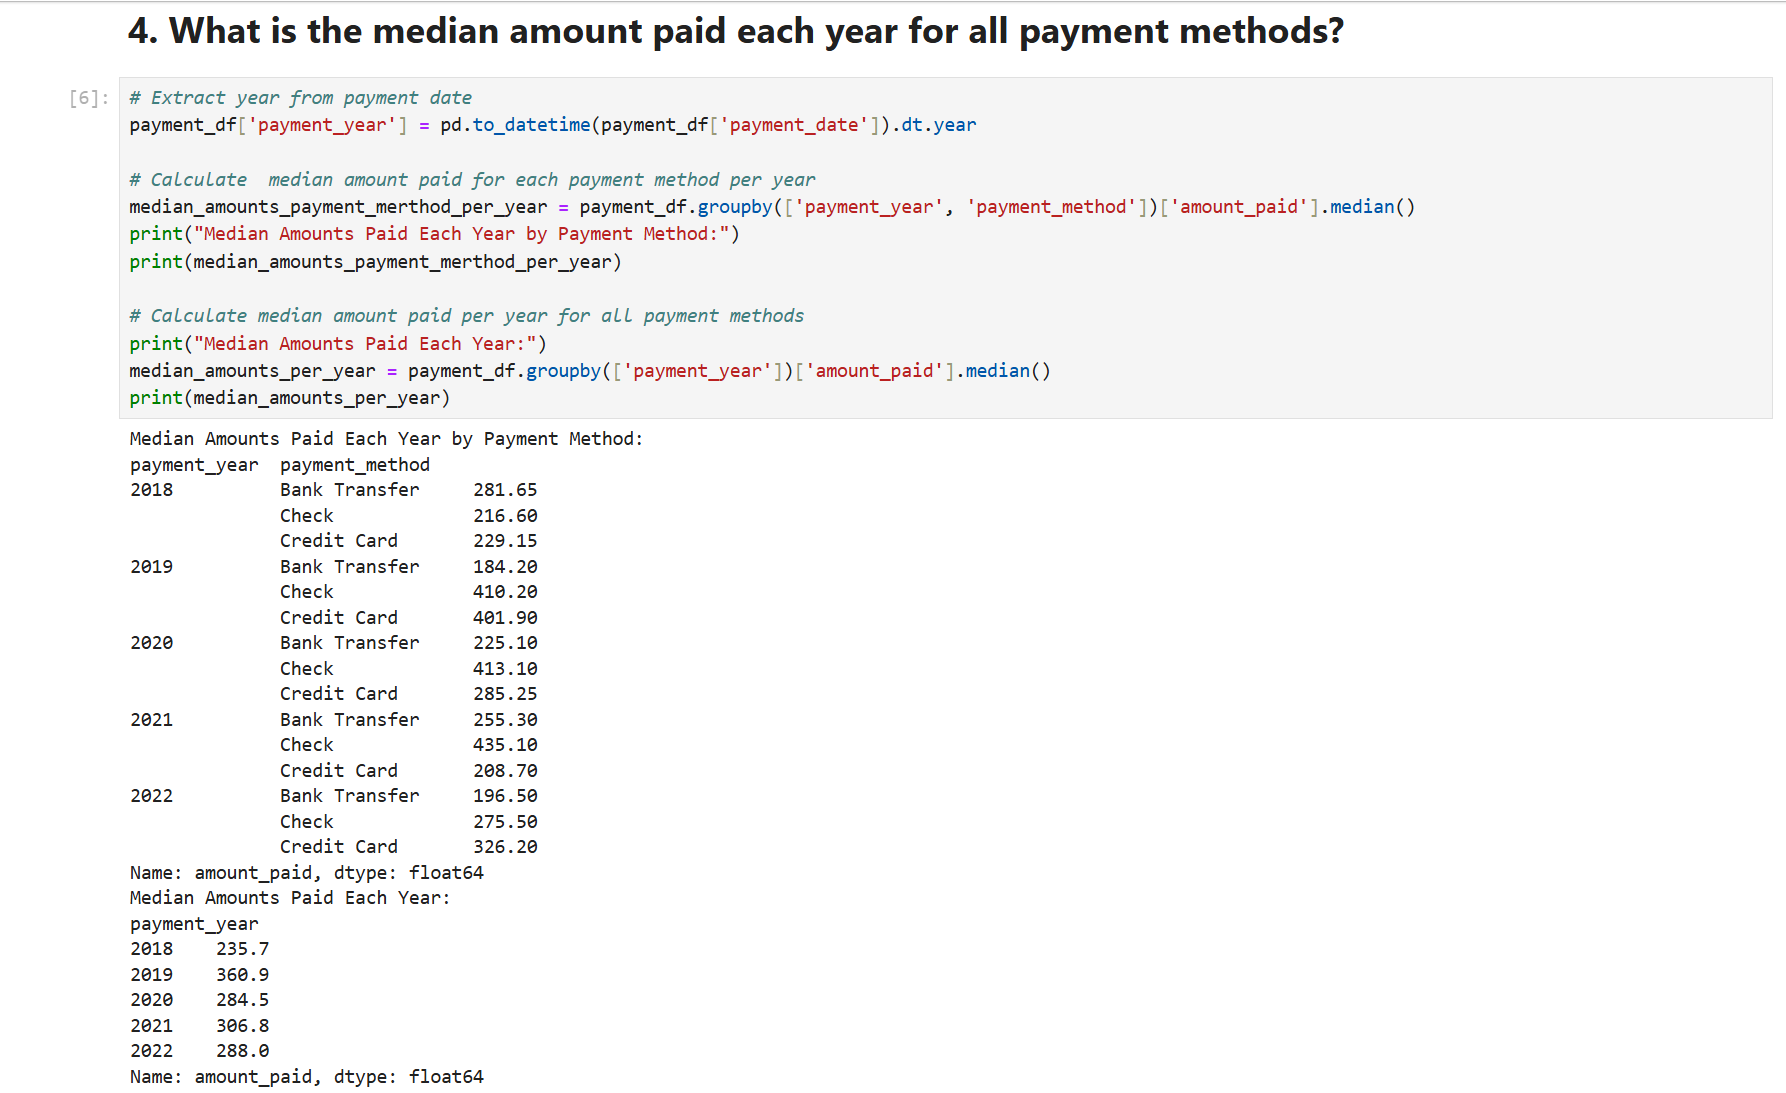 4. What is the median amount paid each year for all payment methods?
[6]:
# Extract year from payment date
payment_df['payment_year'] = pd.to_datetime(payment_df['payment_date']).dt.year
# Calculate  median amount paid for each payment method per year
median_amounts_payment_merthod_per_year = payment_df.groupby(['payment_year', 'payment_method'])['amount_paid'].median()
print("Median Amounts Paid Each Year by Payment Method:")
print(median_amounts_payment_merthod_per_year)
# Calculate median amount paid per year for all payment methods
print("Median Amounts Paid Each Year:")
median_amounts_per_year = payment_df.groupby(['payment_year'])['amount_paid'].median()
print(median_amounts_per_year)
Median Amounts Paid Each Year by Payment Method:
payment_year  payment_method
2018          Bank Transfer     281.65
              Check             216.60
              Credit Card       229.15
2019          Bank Transfer     184.20
              Check             410.20
              Credit Card       401.90
2020          Bank Transfer     225.10
              Check             413.10
              Credit Card       285.25
2021          Bank Transfer     255.30
              Check             435.10
              Credit Card       208.70
2022          Bank Transfer     196.50
              Check             275.50
              Credit Card       326.20
Name: amount_paid, dtype: float64
Median Amounts Paid Each Year:
payment_year
2018    235.7
2019    360.9
2020    284.5
2021    306.8
2022    288.0
Name: amount_paid, dtype: float64